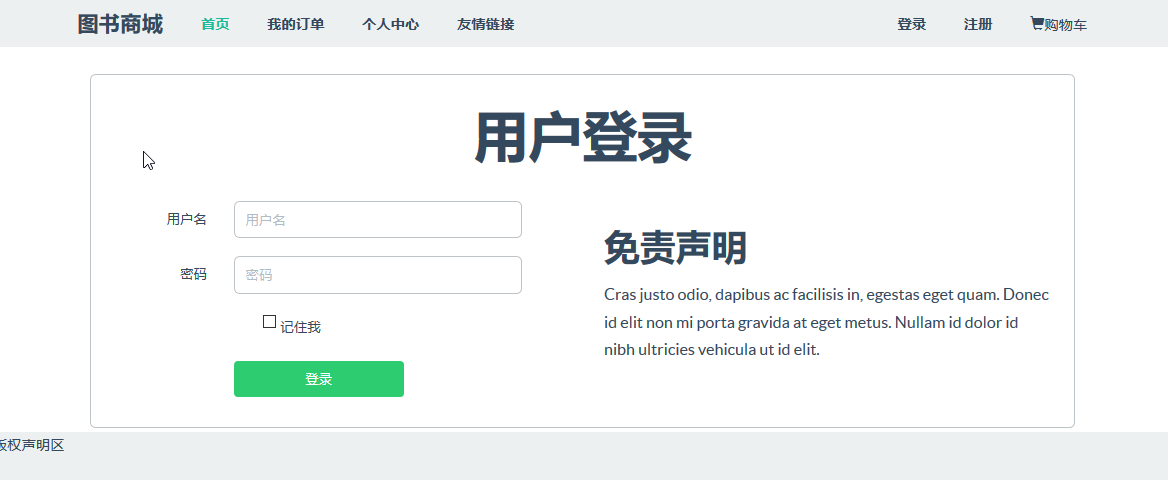 图书商城 首页 我的订单 个人中心 友情链接 登录 注册 购物车
用户登录
用户名 用户名
密码 密码
记住我
登录
免责声明
Cras justo odio, dapibus ac facilisis in, egestas eget quam. Donec
id elit non mi porta gravida at eget metus. Nullam id dolor id
nibh ultricies vehicula ut id elit.
版权声明区